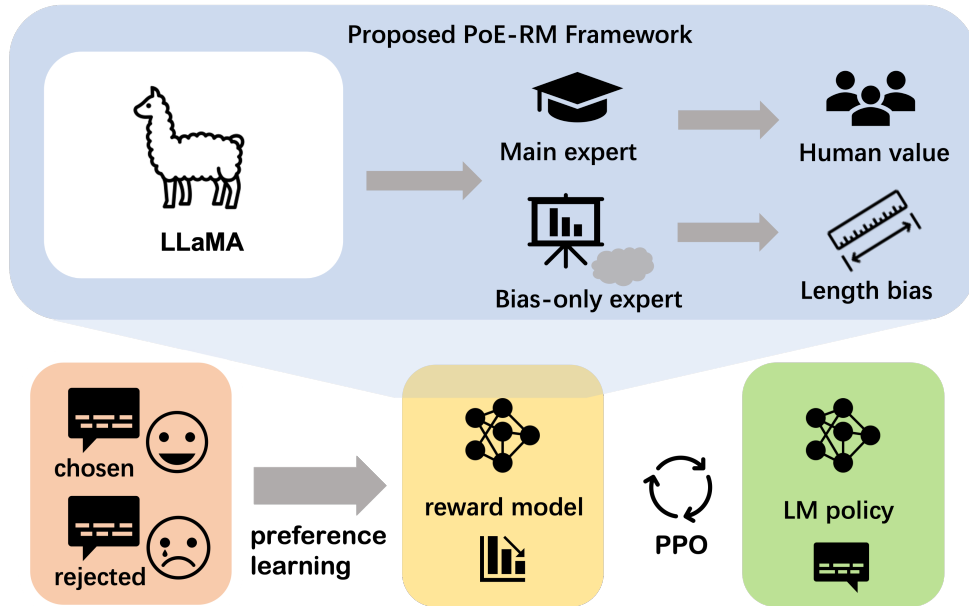 Proposed PoE-RM Framework
LLaMA
Main expert
Human value
Bias-only expert
Length bias
chosen
rejected
preference
learning
reward model
PPO
LM policy